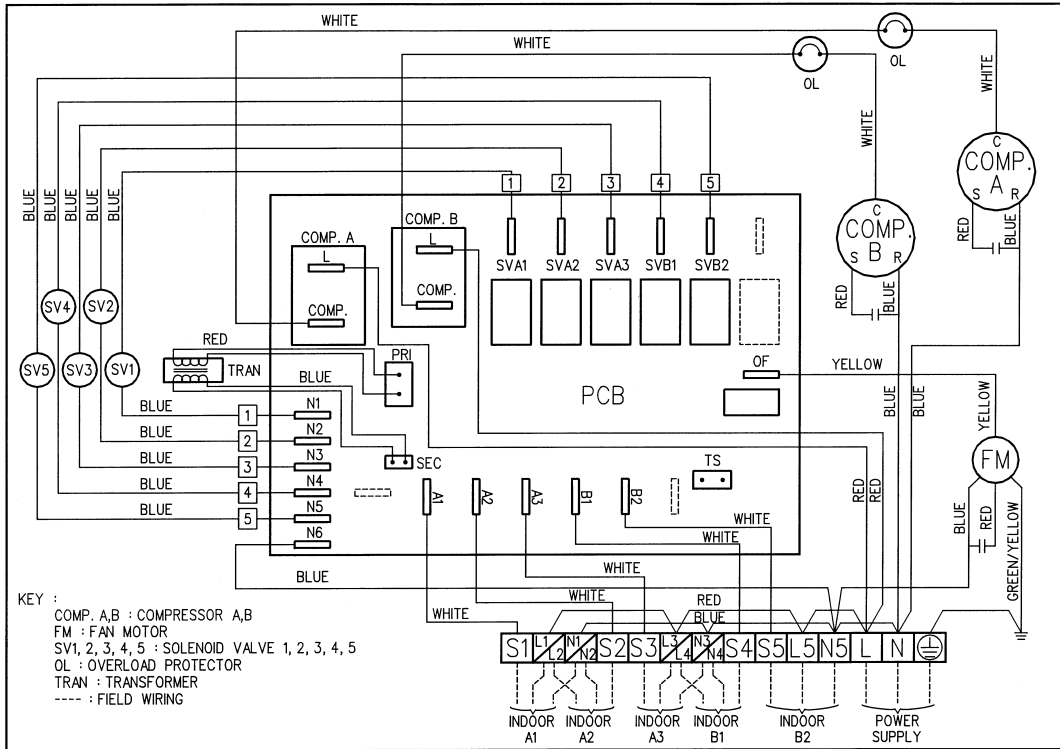 WHITE
WHITE
OL
OL
WHITE
WHITE
C
COMP.
A
S R
C
COMP.
B
S R
RED
BLUE
RED
BLUE
BLUE
BLUE
BLUE
BLUE
BLUE
1 2 3 4 5
COMP. A
L
COMP.
COMP. B
L
COMP.
SVA1 SVA2 SVA3 SVB1 SVB2
SV4 SV2
SV5 SV3 SV1
RED
TRAN
BLUE
PRI
SEC
PCB
OF
YELLOW
YELLOW
FM
BLUE
BLUE
RED
RED
BLUE
RED
GREEN/YELLOW
BLUE 1 N1
BLUE 2 N2
BLUE 3 N3
BLUE 4 N4
BLUE 5 N5
N6
BLUE
A1 A2 A3 B1 B2
TS
WHITE
WHITE
WHITE
WHITE
WHITE
RED
BLUE
S1 L1 L2 N1 N2 S2 S3 L3 L4 N3 N4 S4 S5 L5 N5 L N
INDOOR A1
INDOOR A2
INDOOR A3
INDOOR B1
INDOOR B2
POWER SUPPLY
KEY :
COMP. A,B : COMPRESSOR A,B
FM : FAN MOTOR
SV1, 2, 3, 4, 5 : SOLENOID VALVE 1, 2, 3, 4, 5
OL : OVERLOAD PROTECTOR
TRAN : TRANSFORMER
---- : FIELD WIRING